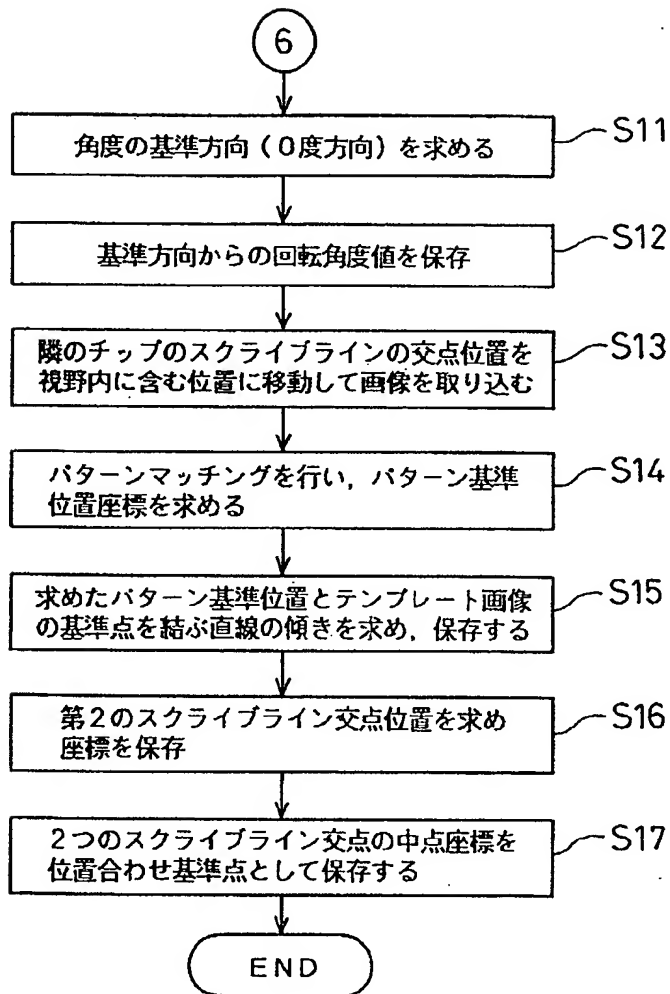 6
角度の基準方向(0度方向)を求める
S11
基準方向からの回転角度値を保存
S12
隣のチップのスクライブラインの交点位置を
視野内に含む位置に移動して画像を取り込む
S13
パターンマッチングを行い,パターン基準
位置座標を求める
S14
求めたパターン基準位置とテンプレート画像
の基準点を結ぶ直線の傾きを求め,保存する
S15
第2のスクライブライン交点位置を求め
座標を保存
S16
2つのスクライブライン交点の中点座標を
位置合わせ基準点として保存する
S17
END